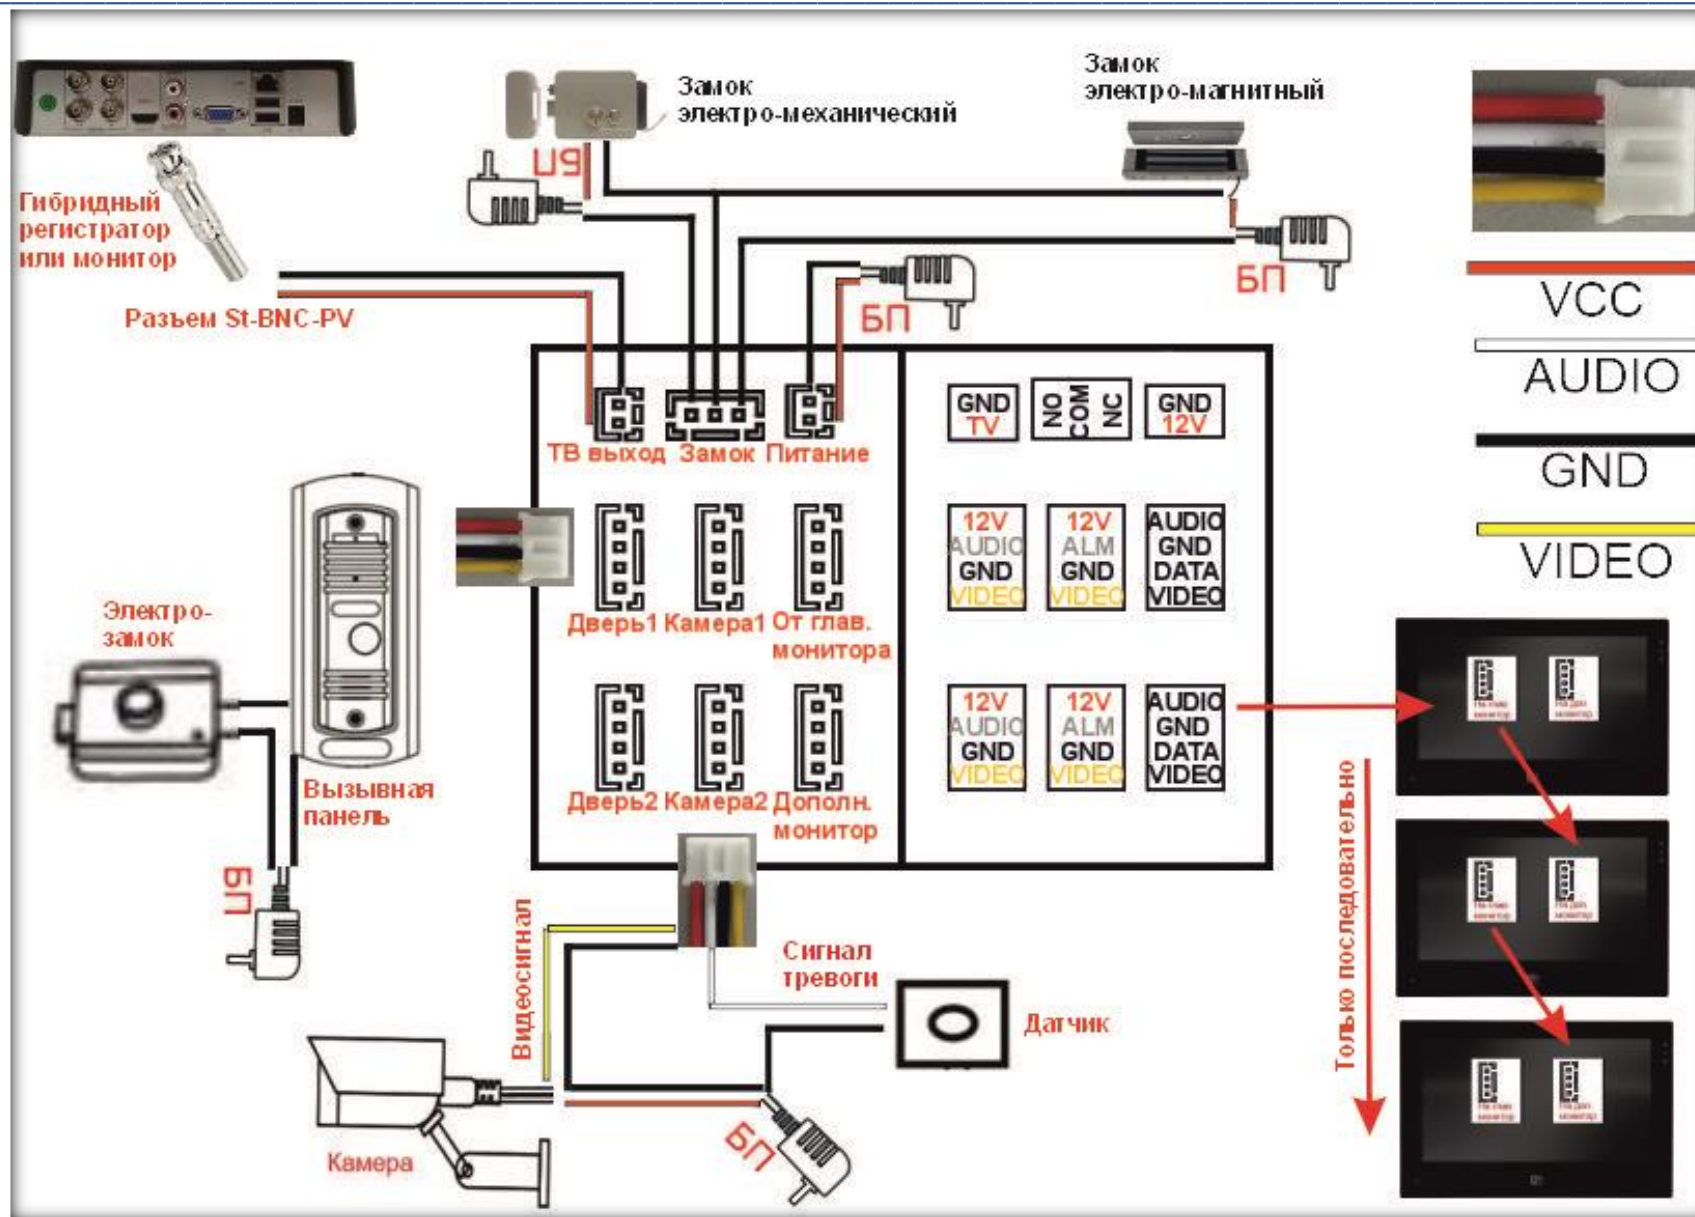 Замок
электро-механический
Замок
электро-магнитный
БП
Гибридный
регистратор
или монитор
Разъем St-BNC-PV
БП
БП
VCC
AUDIO
GND
VIDEO
ТВ выход
Замок
Питание
GND
TV
NO
COM
NC
GND
12V
Дверь1
Камера1
От глав.
монитора
12V
AUDIO
GND
VIDEO
12V
ALM
GND
VIDEO
AUDIO
GND
DATA
VIDEO
Дверь2
Камера2
Дополн.
монитор
12V
AUDIO
GND
VIDEO
12V
ALM
GND
VIDEO
AUDIO
GND
DATA
VIDEO
Электро-
замок
Вызывная
панель
БП
Видеосигнал
Сигнал
тревоги
Датчик
Камера
БП
Только последовательно